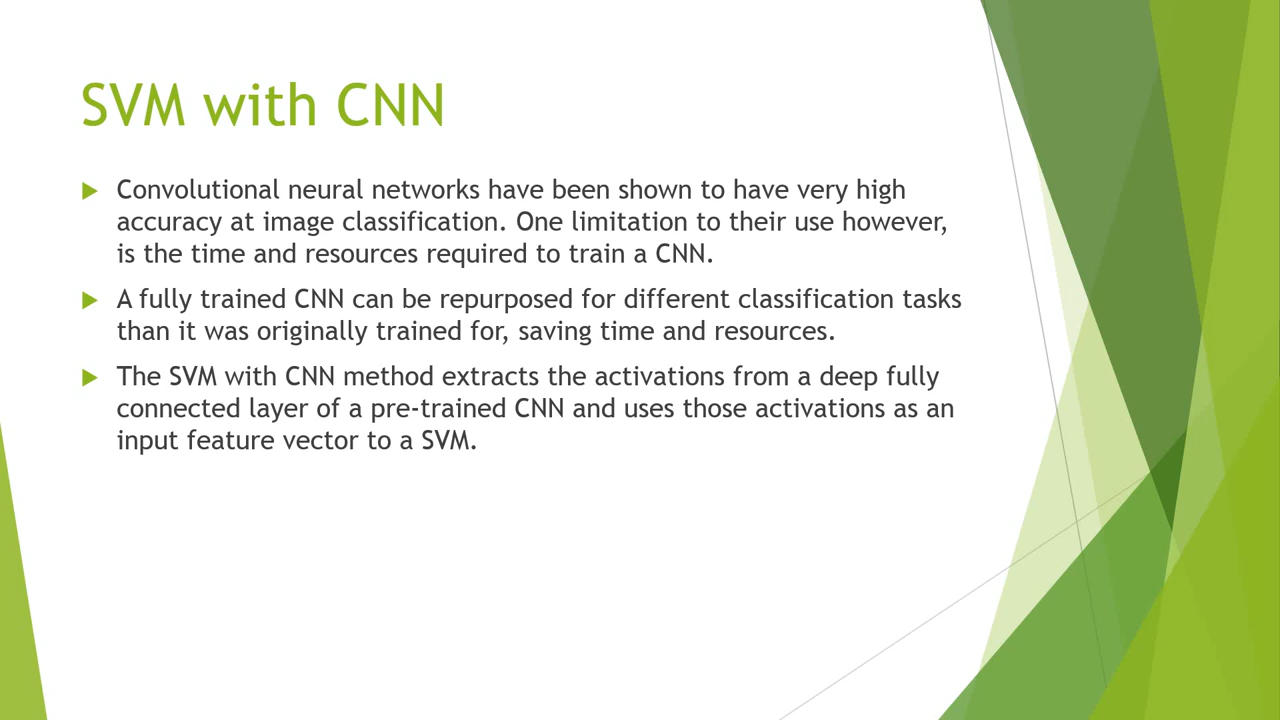 SVM with CNN
Convolutional neural networks have been shown to have very high
accuracy at image classification. One limitation to their use however,
is the time and resources required to train a CNN.
A fully trained CNN can be repurposed for different classification tasks
than it was originally trained for, saving time and resources.
The SVM with CNN method extracts the activations from a deep fully
connected layer of a pre-trained CNN and uses those activations as an
input feature vector to a SVM.